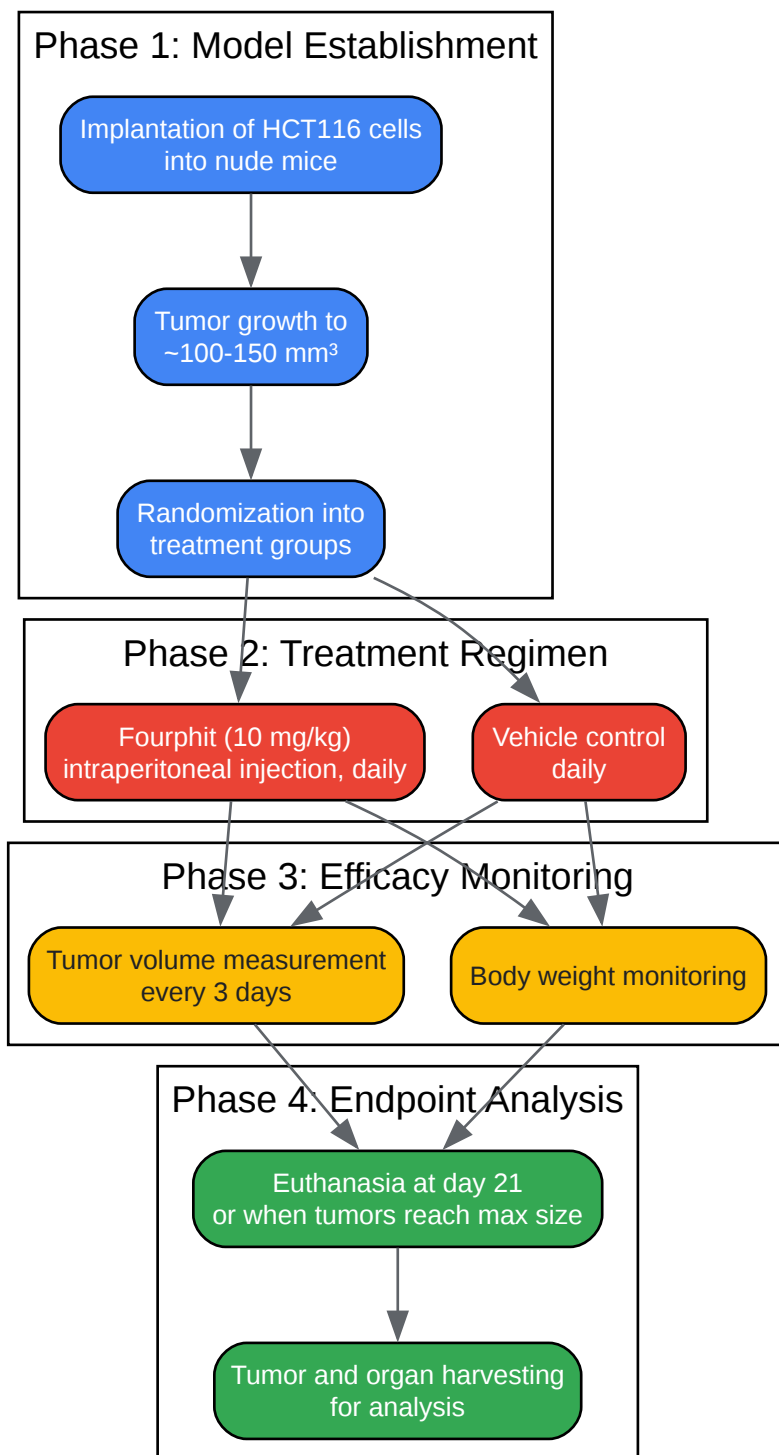 Phase 1: Model Establishment
Implantation of HCT116 cells
into nude mice
Tumor growth to
~100-150 mm³
Randomization into
treatment groups
Phase 2: Treatment Regimen
Fourphit (10 mg/kg)
intraperitoneal injection, daily
Vehicle control
daily
Phase 3: Efficacy Monitoring
Tumor volume measurement
every 3 days
Body weight monitoring
Phase 4: Endpoint Analysis
Euthanasia at day 21
or when tumors reach max size
Tumor and organ harvesting
for analysis